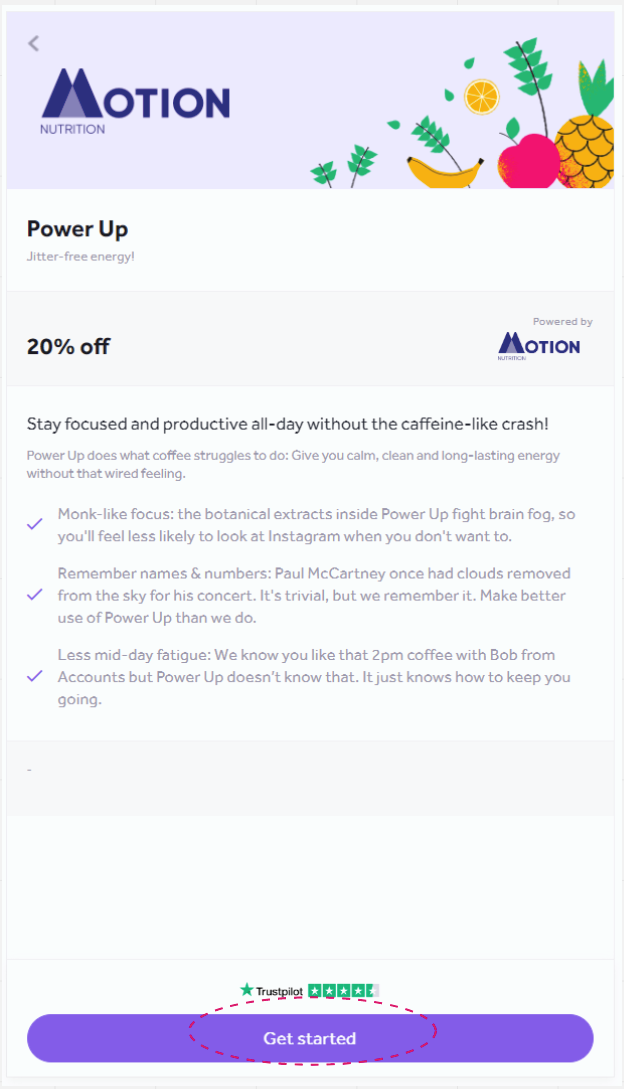 MOTION
NUTRITION
Power Up
Jitter-free energy!
Powered by
20% off
MOTION
NUTRITION
Stay focused and productive all-day without the caffeine-like crash!
Power Up does what coffee struggles to do: Give you calm, clean and long-lasting energy
without that wired feeling.
Monk-like focus: the botanical extracts inside Power Up fight brain fog, so
you'll feel less likely to look at Instagram when you don't want to.
Remember names & numbers: Paul McCartney once had clouds removed
from the sky for his concert. It's trivial, but we remember it. Make better
use of Power Up than we do.
Less mid-day fatigue: We know you like that 2pm coffee with Bob from
Accounts but Power Up doesn't know that. It just knows how to keep you
going.
-
Trustpilot
Get started